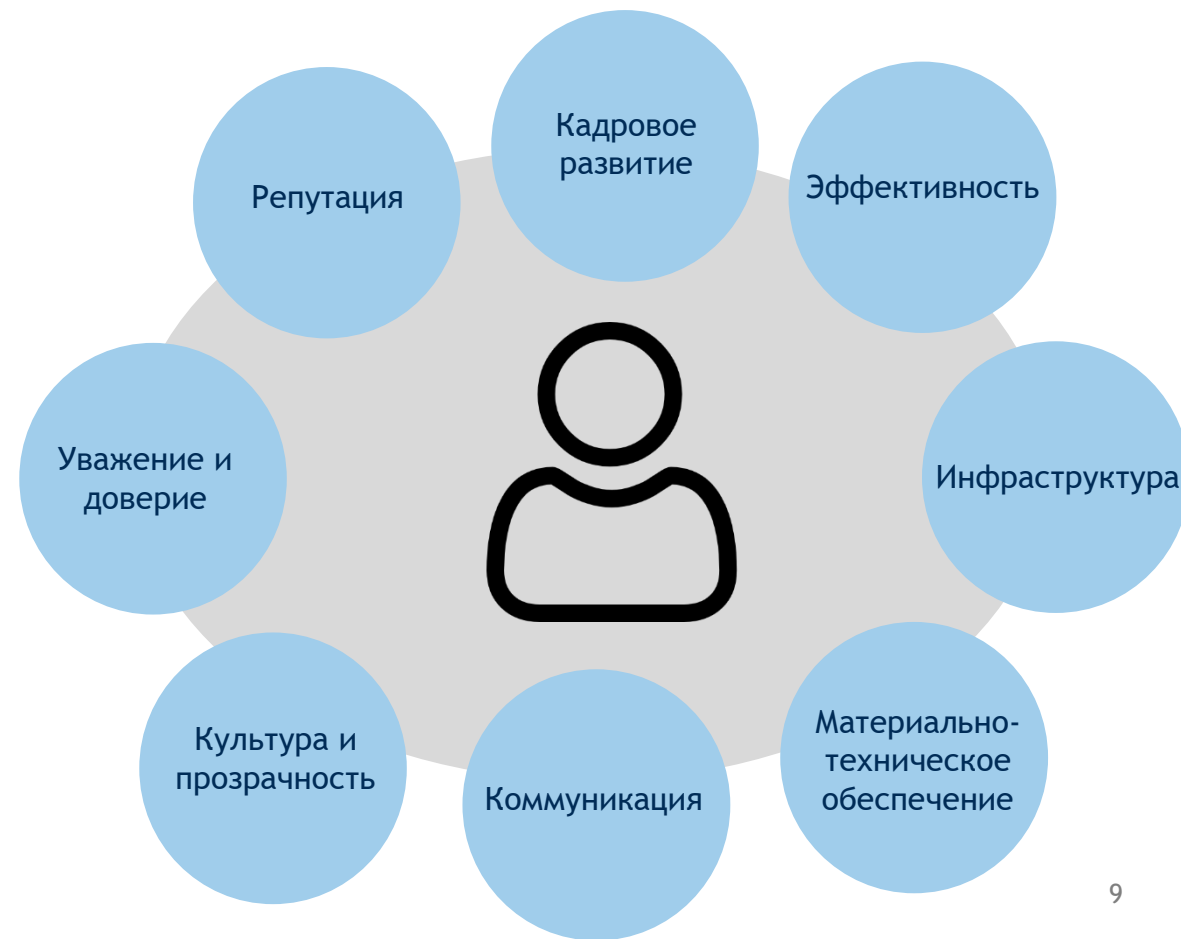 Кадровое
развитие
Эффективность
Репутация
Инфраструктура
Уважение и
доверие
Материально-
техническое
обеспечение
Культура и
прозрачность
Коммуникация
9